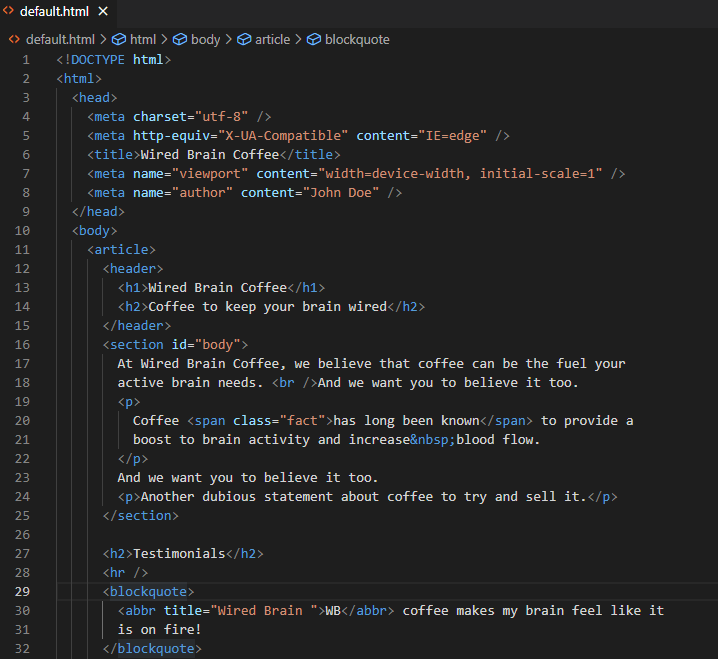 default.html ×
default.html > html > body > article > blockquote
1 <!DOCTYPE html>
2 <html>
3 <head>
4 <meta charset="utf-8" />
5 <meta http-equiv="X-UA-Compatible" content="IE=edge" />
6 <title>Wired Brain Coffee</title>
7 <meta name="viewport" content="width=device-width, initial-scale=1" />
8 <meta name="author" content="John Doe" />
9 </head>
10 <body>
11 <article>
12 <header>
13 <h1>Wired Brain Coffee</h1>
14 <h2>Coffee to keep your brain wired</h2>
15 </header>
16 <section id="body">
17 At Wired Brain Coffee, we believe that coffee can be the fuel your
18 active brain needs. <br />And we want you to believe it too.
19 <p>
20 Coffee <span class="fact">has long been known</span> to provide a
21 boost to brain activity and increase&nbsp;blood flow.
22 </p>
23 And we want you to believe it too.
24 <p>Another dubious statement about coffee to try and sell it.</p>
25 </section>
26
27 <h2>Testimonials</h2>
28 <hr />
29 <blockquote>
30 <abbr title="Wired Brain ">WB</abbr> coffee makes my brain feel like it
31 is on fire!
32 </blockquote>